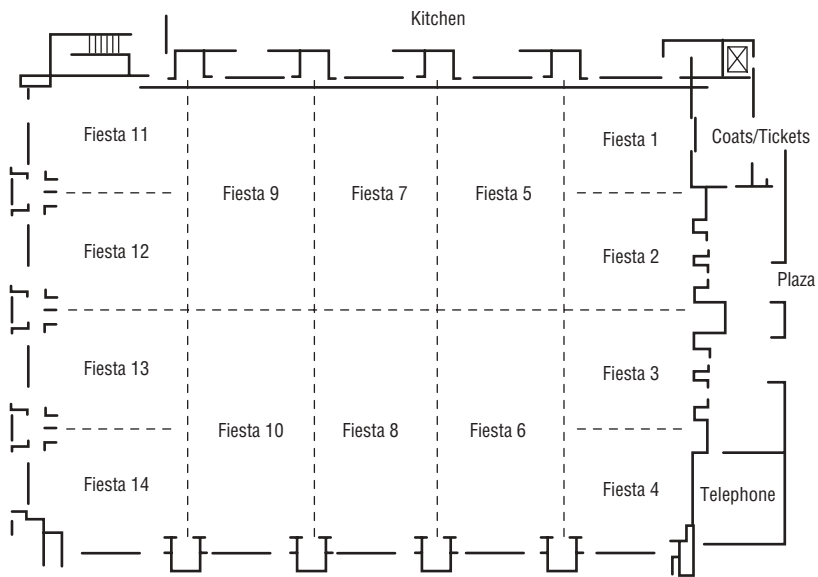 Kitchen
Fiesta 11
Fiesta 1
Coats/Tickets
Fiesta 9
Fiesta 7
Fiesta 5
Fiesta 12
Fiesta 2
Plaza
Fiesta 13
Fiesta 3
Fiesta 10
Fiesta 8
Fiesta 6
Fiesta 14
Fiesta 4
Telephone